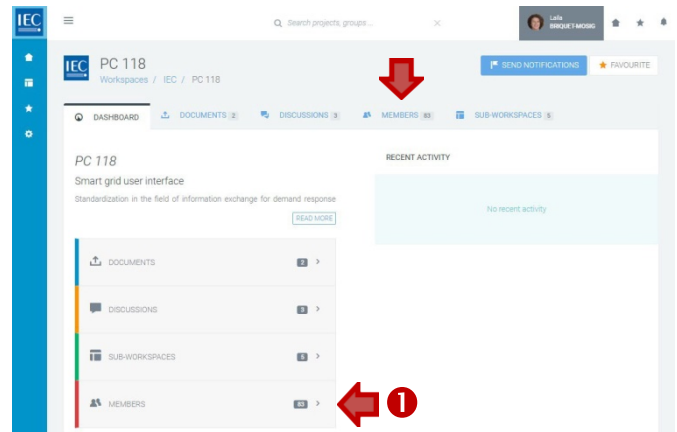 IEC
Search projects, groups ...
Laila
BRIQUET-MOSIG
IEC
PC 118
Workspaces / IEC / PC 118
SEND NOTIFICATIONS
FAVOURITE
DASHBOARD
DOCUMENTS 2
DISCUSSIONS 3
MEMBERS 83
SUB-WORKSPACES 5
PC 118
Smart grid user interface
Standardization in the field of information exchange for demand response
READ MORE
RECENT ACTIVITY
No recent activity
DOCUMENTS 2
DISCUSSIONS 3
SUB-WORKSPACES 5
MEMBERS 83
1